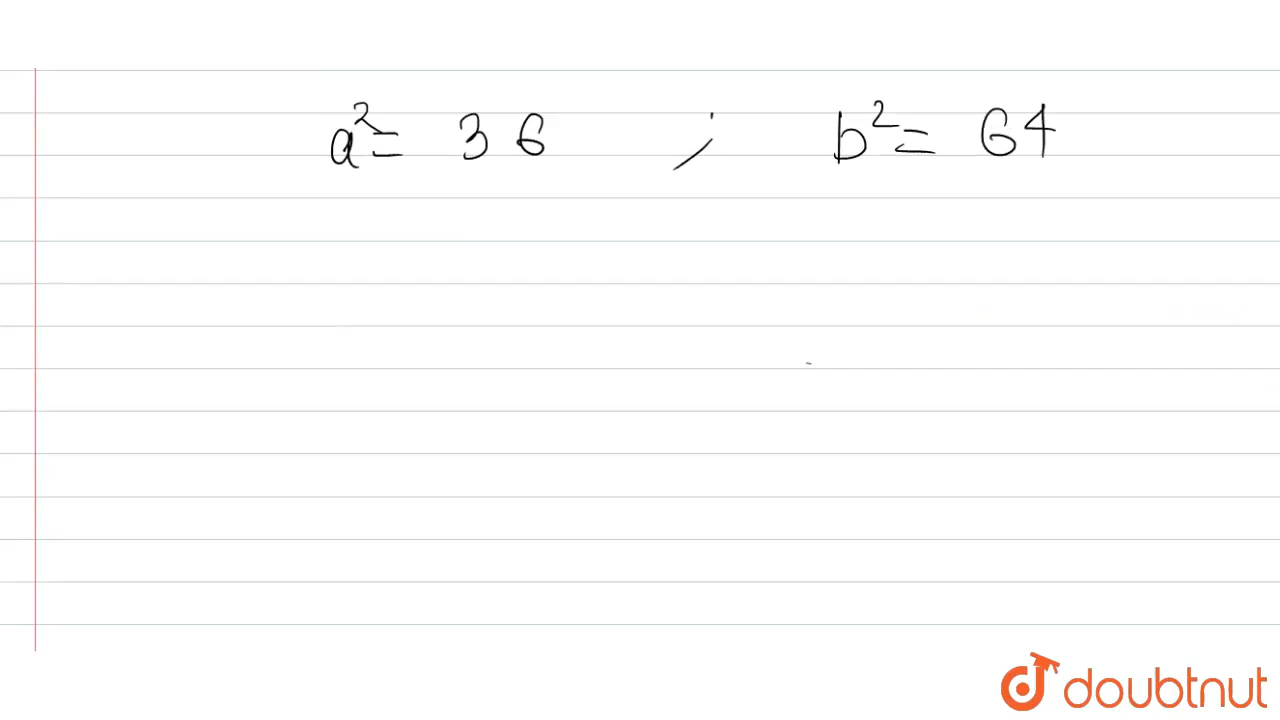 a² = 36 ; b² = 64
doubtnut